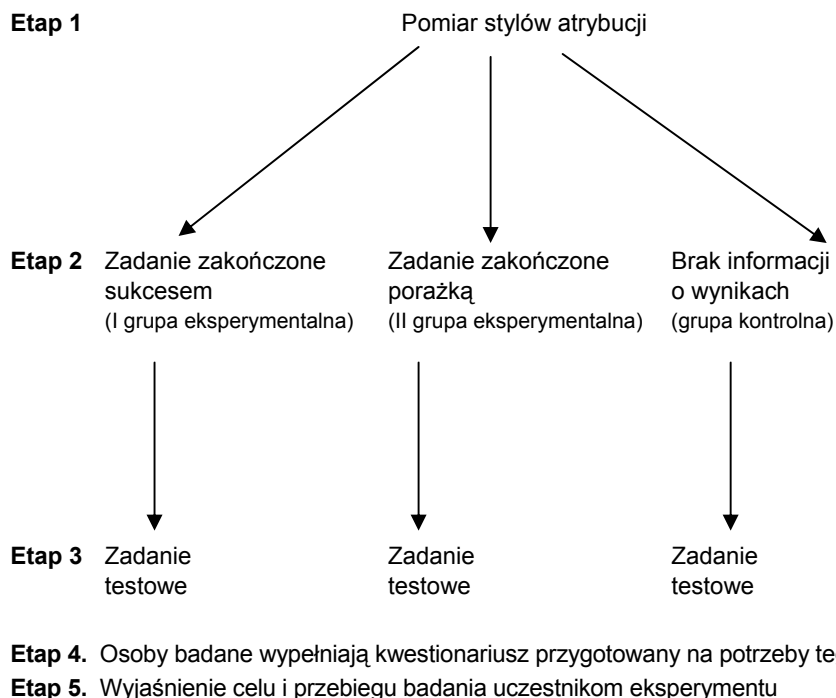 Etap 1 Pomiar stylów atrybucji
Etap 2 Zadanie zakończone Zadanie zakończone Brak informacji
sukcesem porażką o wynikach
(I grupa eksperymentalna) (II grupa eksperymentalna) (grupa kontrolna)
Etap 3 Zadanie Zadanie Zadanie
testowe testowe testowe
Etap 4. Osoby badane wypełniają kwestionariusz przygotowany na potrzeby
Etap 5. Wyjaśnienie celu i przebiegu badania uczestnikom eksperymentu